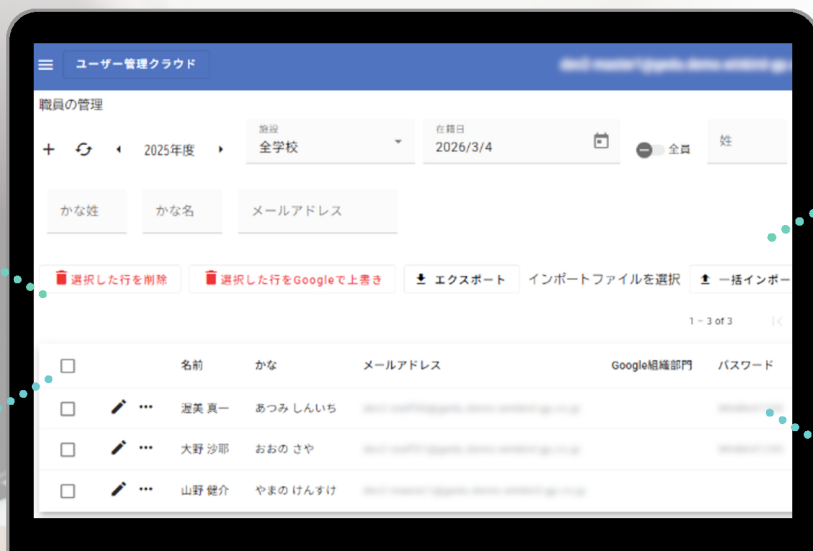 ユーザー管理クラウド
職員の管理
2025年度
施設
全学校
在籍日
2026/3/4
全員
姓
かな姓 かな名 メールアドレス
選択した行を削除 選択した行をGoogleで上書き エクスポート インポートファイルを選択 一括インポー
1 – 3 of 3
名前 かな メールアドレス Google組織部門 パスワード
渥美 真一 あつみ しんいち
大野 沙耶 おおの さや
山野 健介 やまの けんすけ